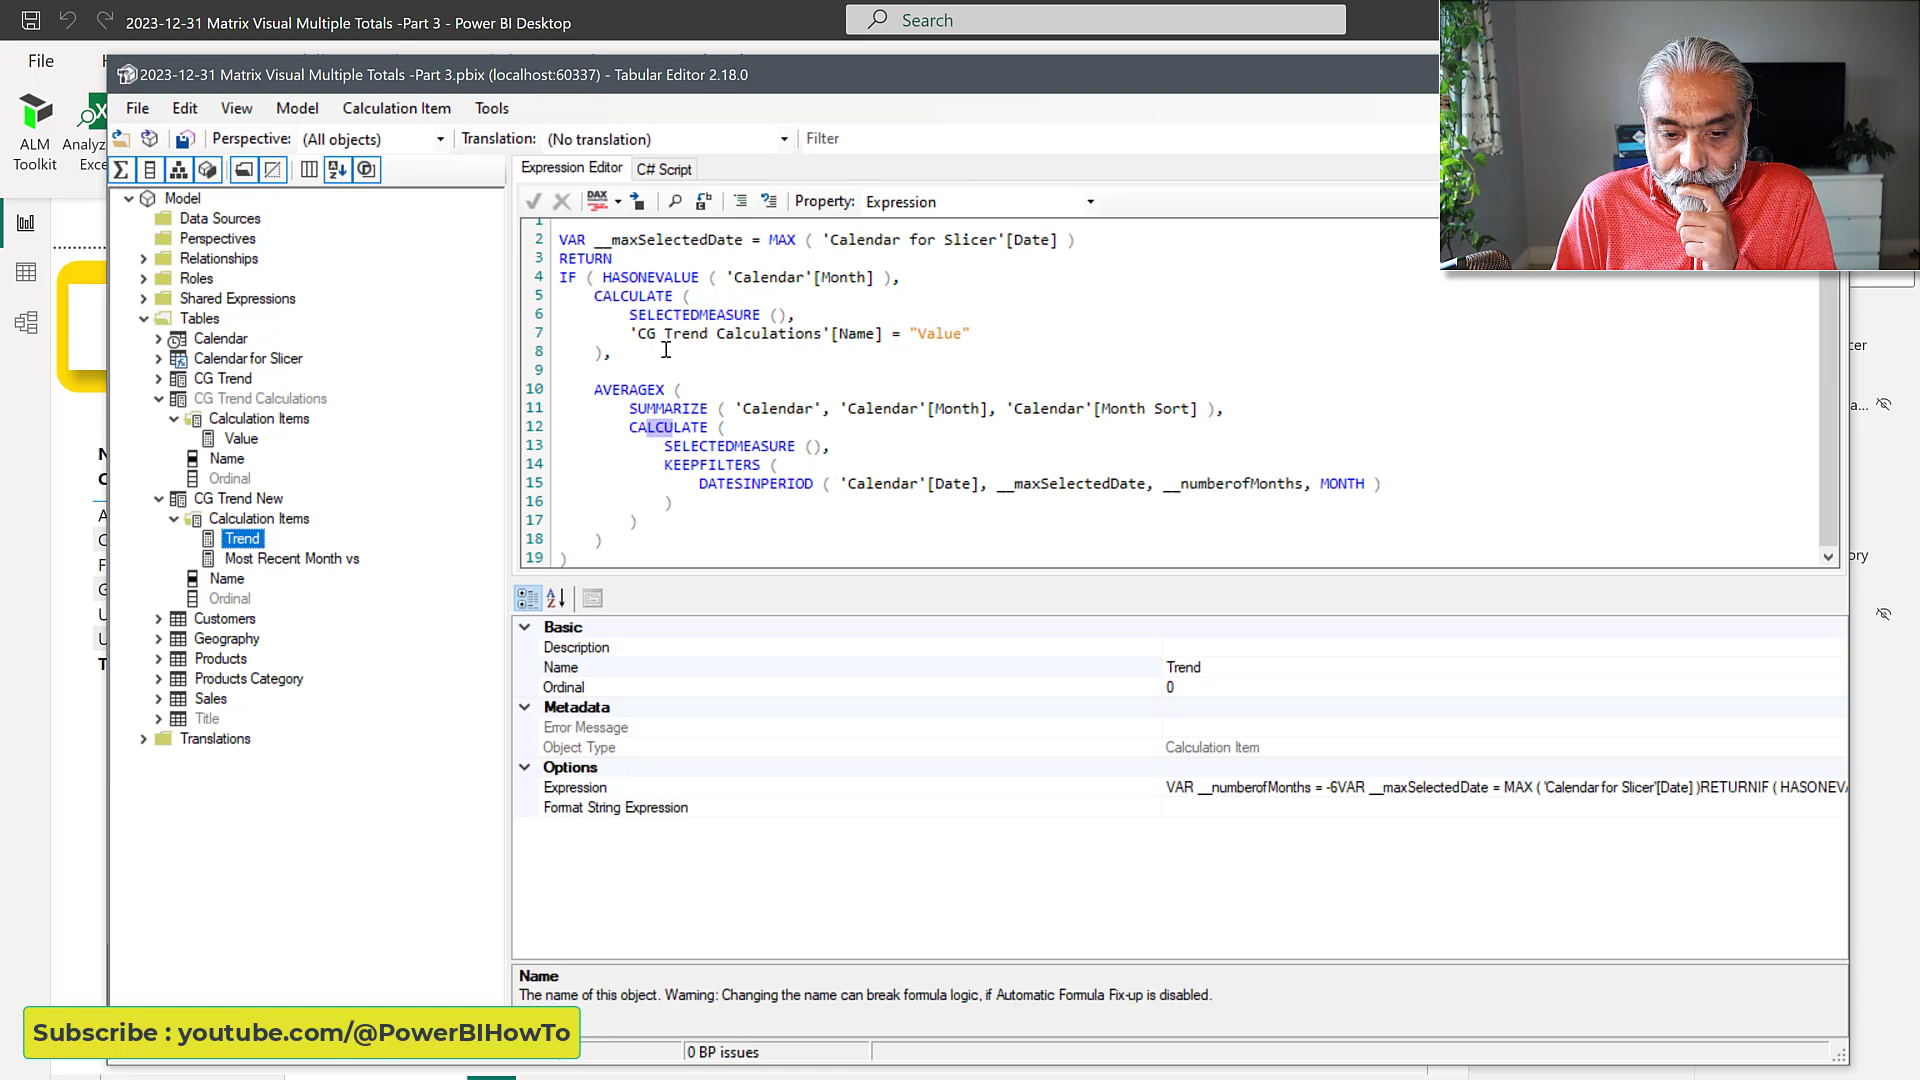 2023-12-31 Matrix Visual Multiple Totals -Part 3 - Power BI Desktop
Search
File
2023-12-31 Matrix Visual Multiple Totals -Part 3.pbix (localhost:60337) - Tabular Editor 2.18.0
File Edit View Model Calculation Item Tools
ALM
Toolkit
Analyz
Exce
Perspective: (All objects) Translation: (No translation) Filter
Expression Editor C# Script
DAX Property: Expression
Model
Data Sources
Perspectives
Relationships
Roles
Shared Expressions
Tables
Calendar
Calendar for Slicer
CG Trend
CG Trend Calculations
Calculation Items
Value
Name
Ordinal
CG Trend New
Calculation Items
Trend
Most Recent Month vs
Name
Ordinal
Customers
Geography
Products
Products Category
Sales
Title
Translations
1
2 VAR __maxSelectedDate = MAX ( 'Calendar for Slicer'[Date] )
3 RETURN
4 IF ( HASONEVALUE ( 'Calendar'[Month] ),
5 CALCULATE (
6 SELECTEDMEASURE (),
7 'CG Trend Calculations'[Name] = "Value"
8 ),
9
10 AVERAGEX (
11 SUMMARIZE ( 'Calendar', 'Calendar'[Month], 'Calendar'[Month Sort] ),
12 CALCULATE (
13 SELECTEDMEASURE (),
14 KEEPFILTERS (
15 DATESINPERIOD ( 'Calendar'[Date], __maxSelectedDate, __numberofMonths, MONTH )
16 )
17 )
18 )
19 )
Basic
Description
Name Trend
Ordinal 0
Metadata
Error Message
Object Type Calculation Item
Options
Expression VAR __numberofMonths = -6VAR __maxSelectedDate = MAX ( 'Calendar for Slicer'[Date] )RETURNIF ( HASONEVA
Format String Expression
Name
The name of this object. Warning: Changing the name can break formula logic, if Automatic Formula Fix-up is disabled.
0 BP issues
Subscribe : youtube.com/@PowerBIHowTo
cer
a...
ory